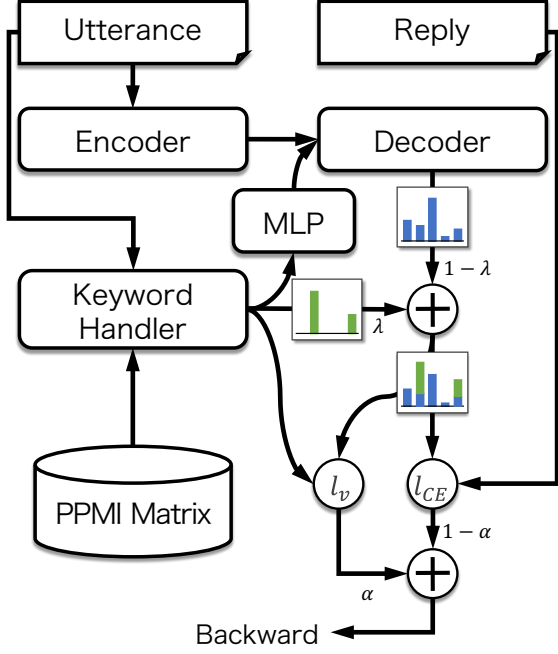 Utterance
Reply
Encoder
Decoder
MLP
1 − λ
Keyword
Handler
λ
PPMI Matrix
l_v
l_CE
1 − α
α
Backward